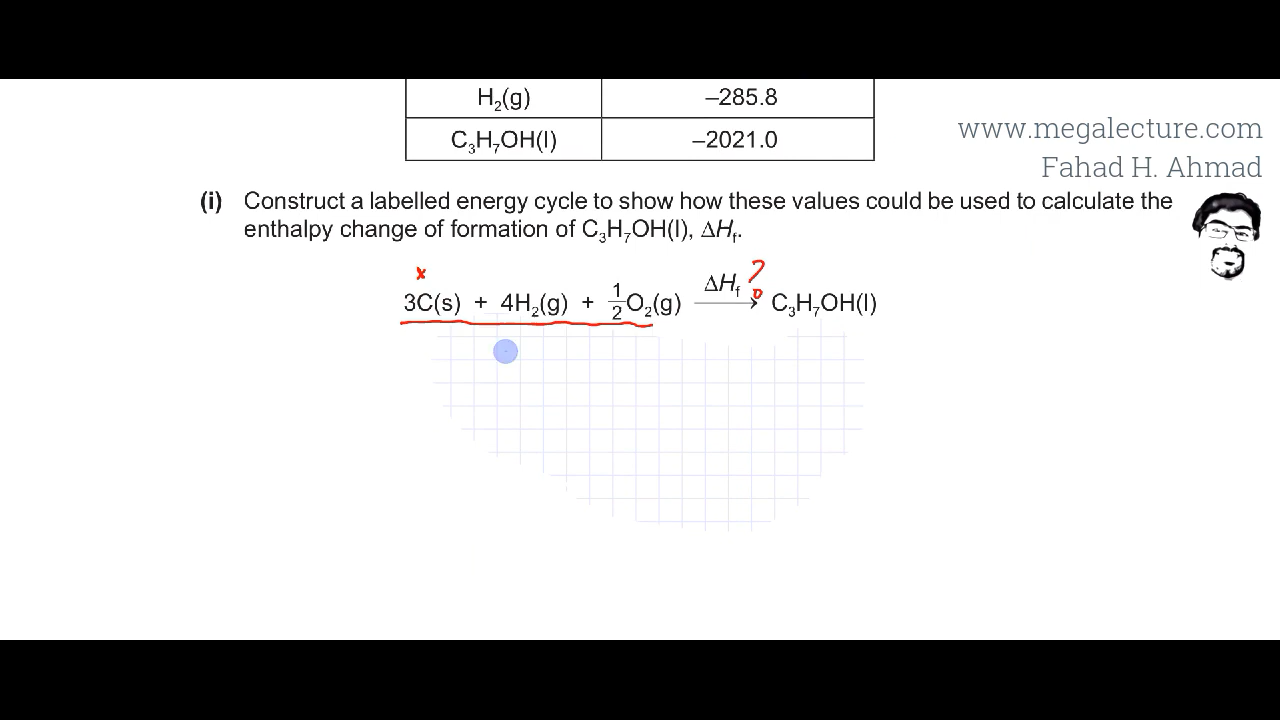 H₂(g) –285.8
www.megalecture.com
C₃H₇OH(l) –2021.0
Fahad H. Ahmad
(i) Construct a labelled energy cycle to show how these values could be used to calculate the
enthalpy change of formation of C₃H₇OH(l), ΔHf.
x
ΔHf ?
3C(s) + 4H₂(g) + 1/2O₂(g) → C₃H₇OH(l)